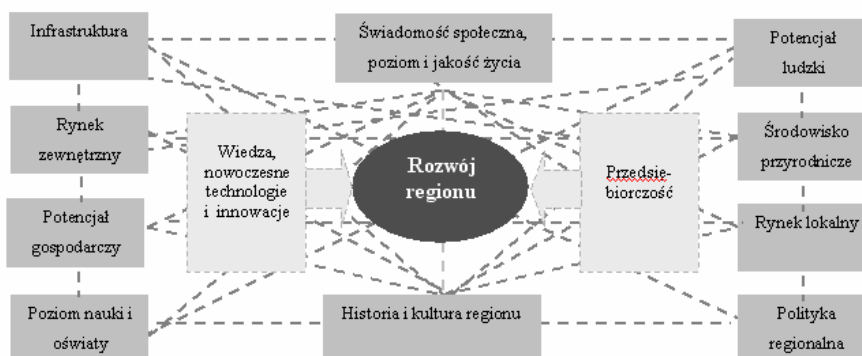 Infrastruktura
Świadomość społeczna,
poziom i jakość życia
Potencjał
ludzki
Rynek
zewnętrzny
Wiedza,
nowoczesne
technologie
i innowacje
Rozwój
regionu
Przedsię-
biorczość
Środowisko
przyrodnicze
Potencjał
gospodarczy
Rynek lokalny
Poziom nauki i
oświaty
Historia i kultura regionu
Polityka
regionalna